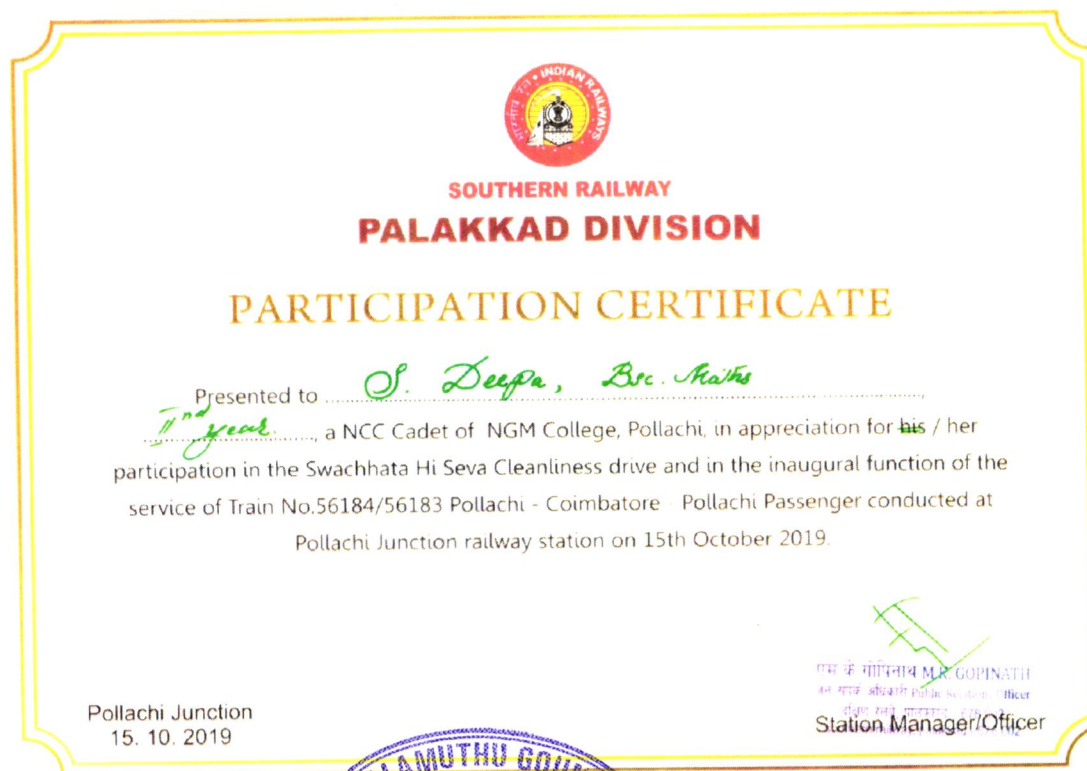 INDIAN RAILWAYS
SOUTHERN RAILWAY
PALAKKAD DIVISION
PARTICIPATION CERTIFICATE
Presented to S. Deepa, Bsc. Maths
IInd year, a NCC Cadet of NGM College, Pollachi, in appreciation for his / her
participation in the Swachhata Hi Seva Cleanliness drive and in the inaugural function of the
service of Train No.56184/56183 Pollachi - Coimbatore Pollachi Passenger conducted at
Pollachi Junction railway station on 15th October 2019.
एम के गोपिनाथ M.K. GOPINATH
Public Relations Officer
Station Manager/Officer
Pollachi Junction
15. 10. 2019